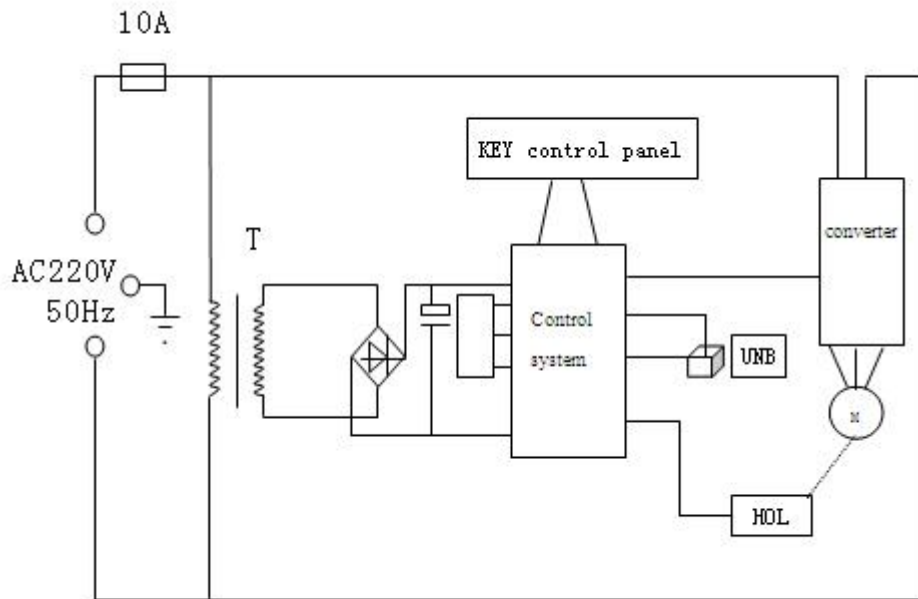 10A
KEY control panel
T
converter
AC220V
50Hz
Control
system
UNB
M
HOL